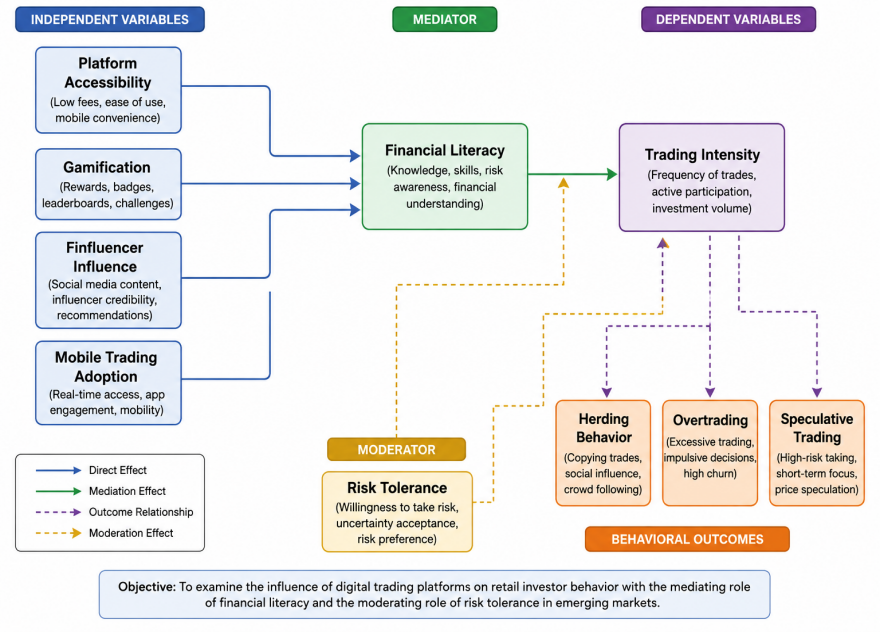 INDEPENDENT VARIABLES
MEDIATOR
DEPENDENT VARIABLES
Platform
Accessibility
(Low fees, ease of use,
mobile convenience)
Gamification
(Rewards, badges,
leaderboards, challenges)
Finfluencer
Influence
(Social media content,
influencer credibility,
recommendations)
Mobile Trading
Adoption
(Real-time access, app
engagement, mobility)
Financial Literacy
(Knowledge, skills, risk
awareness, financial
understanding)
Trading Intensity
(Frequency of trades,
active participation,
investment volume)
Herding
Behavior
(Copying trades,
social influence,
crowd following)
Overtrading
(Excessive trading,
impulsive decisions,
high churn)
Speculative
Trading
(High-risk taking,
short-term focus,
price speculation)
BEHAVIORAL OUTCOMES
MODERATOR
Risk Tolerance
(Willingness to take risk,
uncertainty acceptance,
risk preference)
Direct Effect
Mediation Effect
Outcome Relationship
Moderation Effect
Objective: To examine the influence of digital trading platforms on retail investor behavior with the mediating role
of financial literacy and the moderating role of risk tolerance in emerging markets.